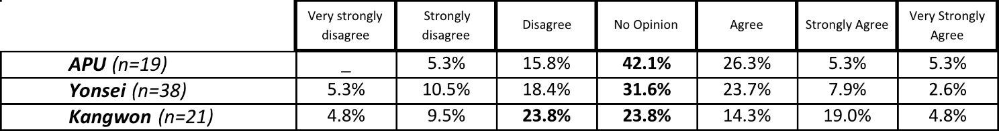 Very strongly disagree Strongly disagree Disagree No Opinion Agree Strongly Agree Very Strongly Agree
APU (n=19) _ 5.3% 15.8% 42.1% 26.3% 5.3% 5.3%
Yonsei (n=38) 5.3% 10.5% 18.4% 31.6% 23.7% 7.9% 2.6%
Kangwon (n=21) 4.8% 9.5% 23.8% 23.8% 14.3% 19.0% 4.8%